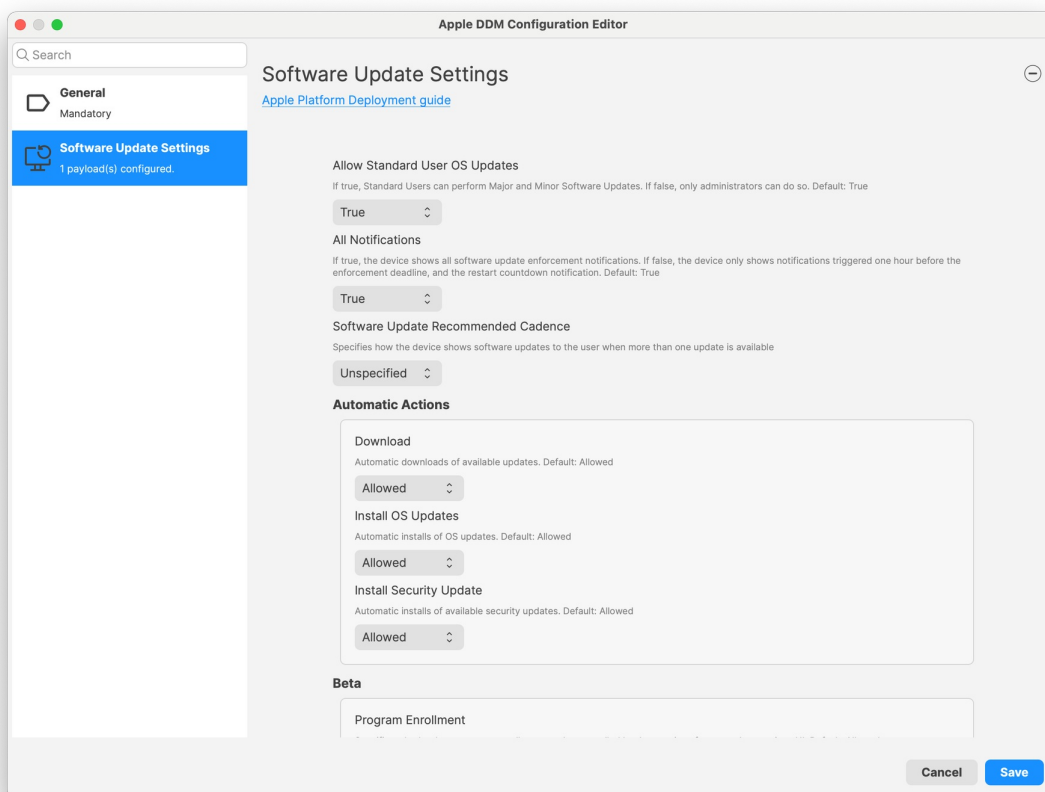 Apple DDM Configuration Editor
Search
General
Mandatory
Software Update Settings
1 payload(s) configured.
Software Update Settings
Apple Platform Deployment guide
Allow Standard User OS Updates
If true, Standard Users can perform Major and Minor Software Updates. If false, only administrators can do so. Default: True
True
All Notifications
If true, the device shows all software update enforcement notifications. If false, the device only shows notifications triggered one hour before the
enforcement deadline, and the restart countdown notification. Default: True
True
Software Update Recommended Cadence
Specifies how the device shows software updates to the user when more than one update is available
Unspecified
Automatic Actions
Download
Automatic downloads of available updates. Default: Allowed
Allowed
Install OS Updates
Automatic installs of OS updates. Default: Allowed
Allowed
Install Security Update
Automatic installs of available security updates. Default: Allowed
Allowed
Beta
Program Enrollment
Cancel
Save